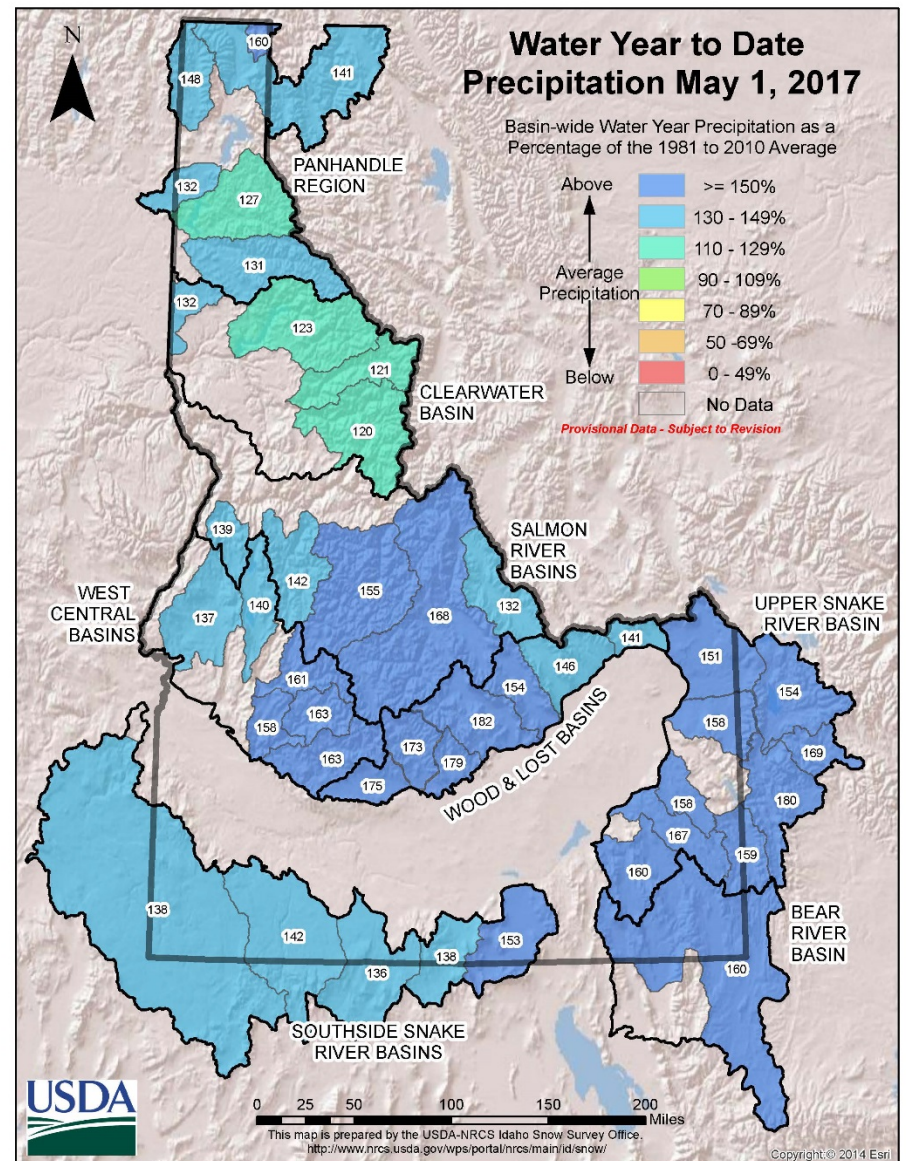 Water Year to Date
Precipitation May 1, 2017
Basin-wide Water Year Precipitation as a
Percentage of the 1981 to 2010 Average
N
Above
>= 150%
130 - 149%
110 - 129%
Average
Precipitation
90 - 109%
70 - 89%
50 -69%
Below
0 - 49%
No Data
Provisional Data - Subject to Revision
160
148
141
PANHANDLE
REGION
132
127
131
132
123
121
CLEARWATER
BASIN
120
SALMON
RIVER
BASINS
139
142
155
168
132
WEST
CENTRAL
BASINS
137
140
UPPER SNAKE
RIVER BASIN
141
146
151
154
161
154
158
163
182
158
163
173
179
175
WOOD & LOST BASINS
169
180
158
167
159
160
138
142
136
138
153
BEAR
RIVER
BASIN
160
SOUTHSIDE SNAKE
RIVER BASINS
USDA
0 50 100 150 200
Miles
This map is prepared by the USDA-NRCS Idaho Snow Survey Office.
http://www.nrcs.usda.gov/wps/portal/nrcs/main/id/snow/
Copyright:© 2014 Esri